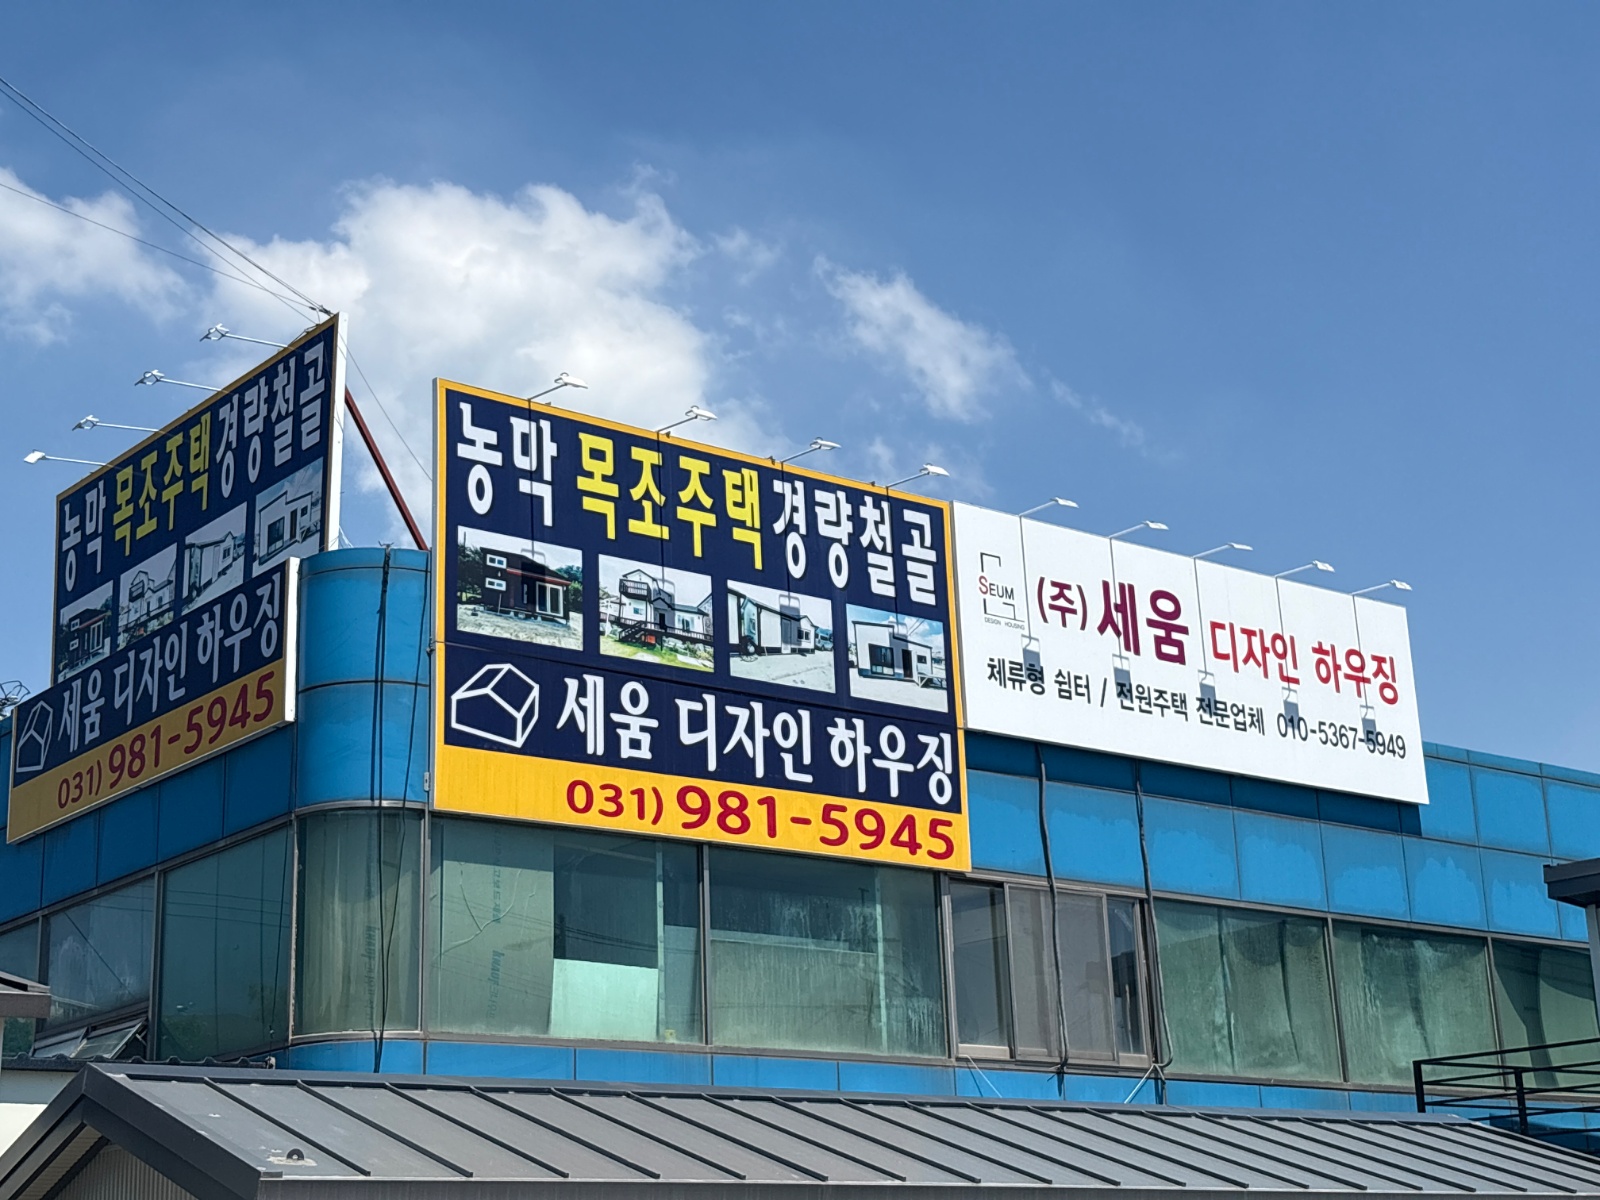 농막 목조주택 경량철골
세움 디자인 하우징
031) 981-5945
농막 목조주택 경량철골
세움 디자인 하우징
031) 981-5945
SEUM
DESIGN HOUSING
(주) 세움 디자인 하우징
체류형 쉼터 / 전원주택 전문업체 010-5367-5949